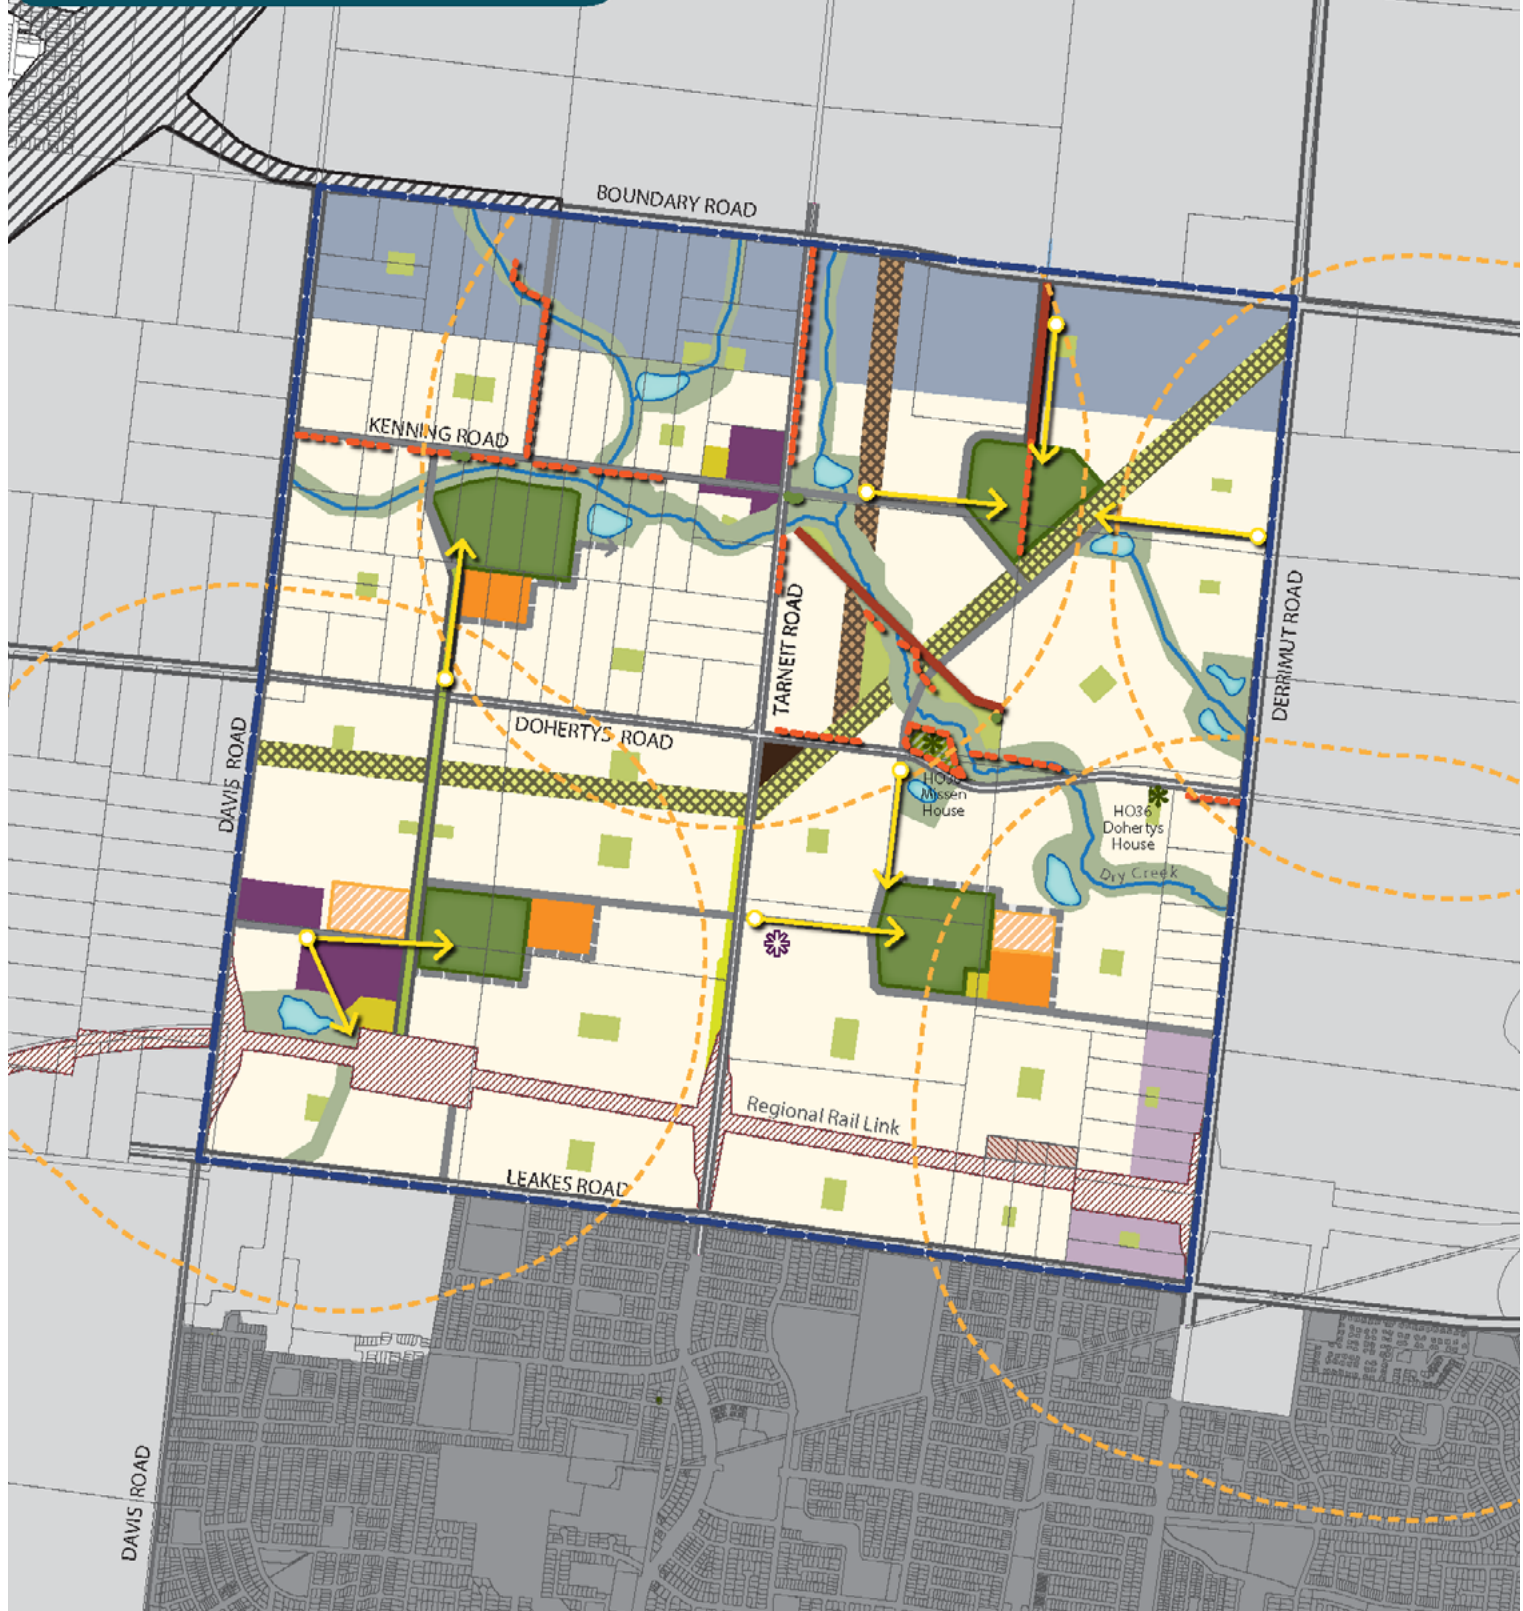 BOUNDARY ROAD
KENNING ROAD
TARNEIT ROAD
DERRIMUT ROAD
DOHERTYS ROAD
DAVIS ROAD
HO36
Missen
House
HO36
Dohertys
House
Dry Creek
Regional Rail Link
LEAKES ROAD
DAVIS ROAD